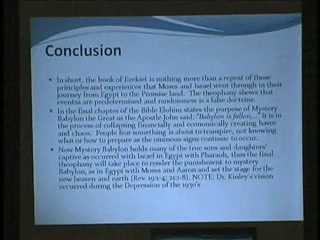 Conclusion
• In short, the book of Ezekiel is nothing more than a repeat of those
principles and experiences that Moses and Israel went through in their
journey from Egypt to the Promise land. The theophany shows that
eventsa are predetermined and randomness is a false doctrine.
• In the final chapter of the Bible Elohim states the purpose of Mystery
Babylon the Great as the Apostle John said: "Babylon is fallen,..." It is in
the process of collapsing financially and economically creating havoc
and chaos. People fear something is about to transpire, not knowing
what or how to prepare as the ominous signs continue to occur.
• Now Mystery Babylon holds many of the true sons and daughters'
captive as occurred with Israel in Egypt with Pharaoh, thus the final
theophany will take place to render the punishment to mystery
Babylon, as in Egypt with Moses and Aaron and set the stage for the
new heaven and earth (Rev. 19:1-4; 21:1-8). NOTE: Dr. Kinley's vision
occurred during the Depression of the 1930's